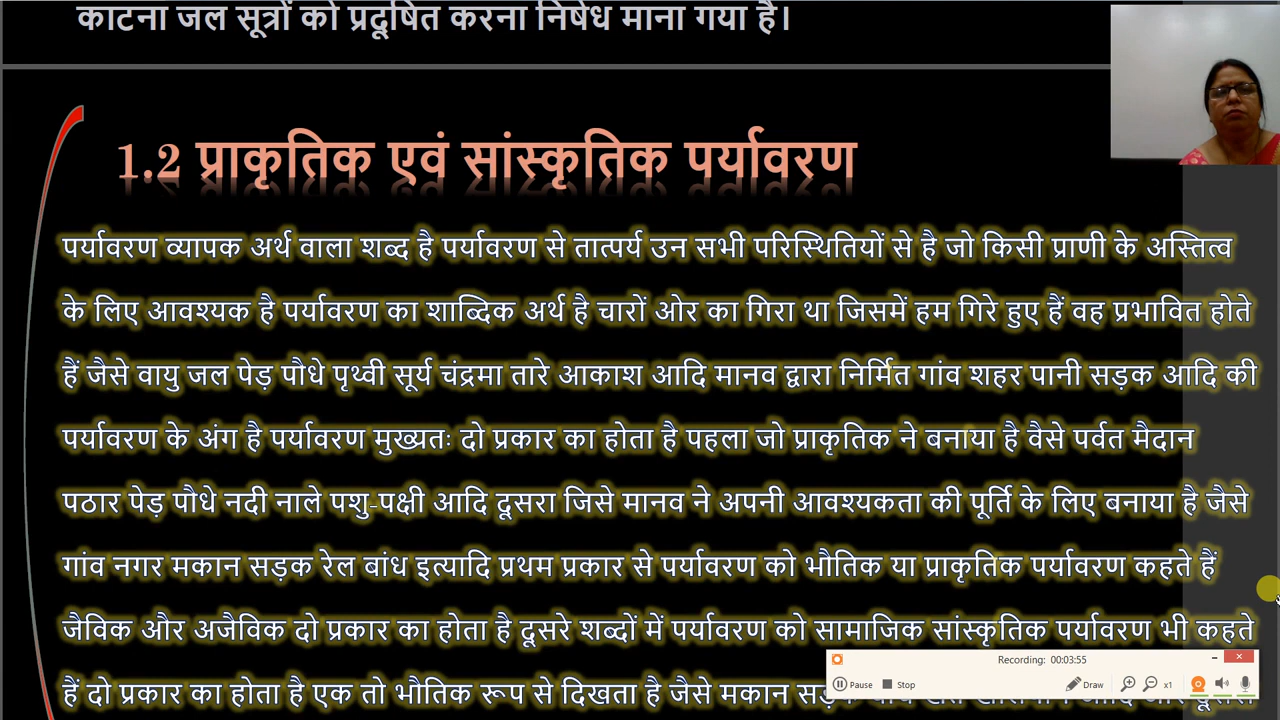 काटना जल सूत्रों को प्रदूषित करना निषेध माना गया है।
1.2 प्राकृतिक एवं सांस्कृतिक पर्यावरण
पर्यावरण व्यापक अर्थ वाला शब्द है पर्यावरण से तात्पर्य उन सभी परिस्थितियों से है जो किसी प्राणी के अस्तित्व
के लिए आवश्यक है पर्यावरण का शाब्दिक अर्थ है चारों ओर का गिरा था जिसमें हम गिरे हुए हैं वह प्रभावित होते
हैं जैसे वायु जल पेड़ पौधे पृथ्वी सूर्य चंद्रमा तारे आकाश आदि मानव द्वारा निर्मित गांव शहर पानी सड़क आदि की
पर्यावरण के अंग है पर्यावरण मुख्यतः दो प्रकार का होता है पहला जो प्राकृतिक ने बनाया है वैसे पर्वत मैदान
पठार पेड़ पौधे नदी नाले पशु-पक्षी आदि दूसरा जिसे मानव ने अपनी आवश्यकता की पूर्ति के लिए बनाया है जैसे
गांव नगर मकान सड़क रेल बांध इत्यादि प्रथम प्रकार से पर्यावरण को भौतिक या प्राकृतिक पर्यावरण कहते हैं
जैविक और अजैविक दो प्रकार का होता है दूसरे शब्दों में पर्यावरण को सामाजिक सांस्कृतिक पर्यावरण भी कहते
हैं दो प्रकार का होता है एक तो भौतिक रूप से दिखता है जैसे मकान
Recording: 00:03:55
Pause Stop Draw x1